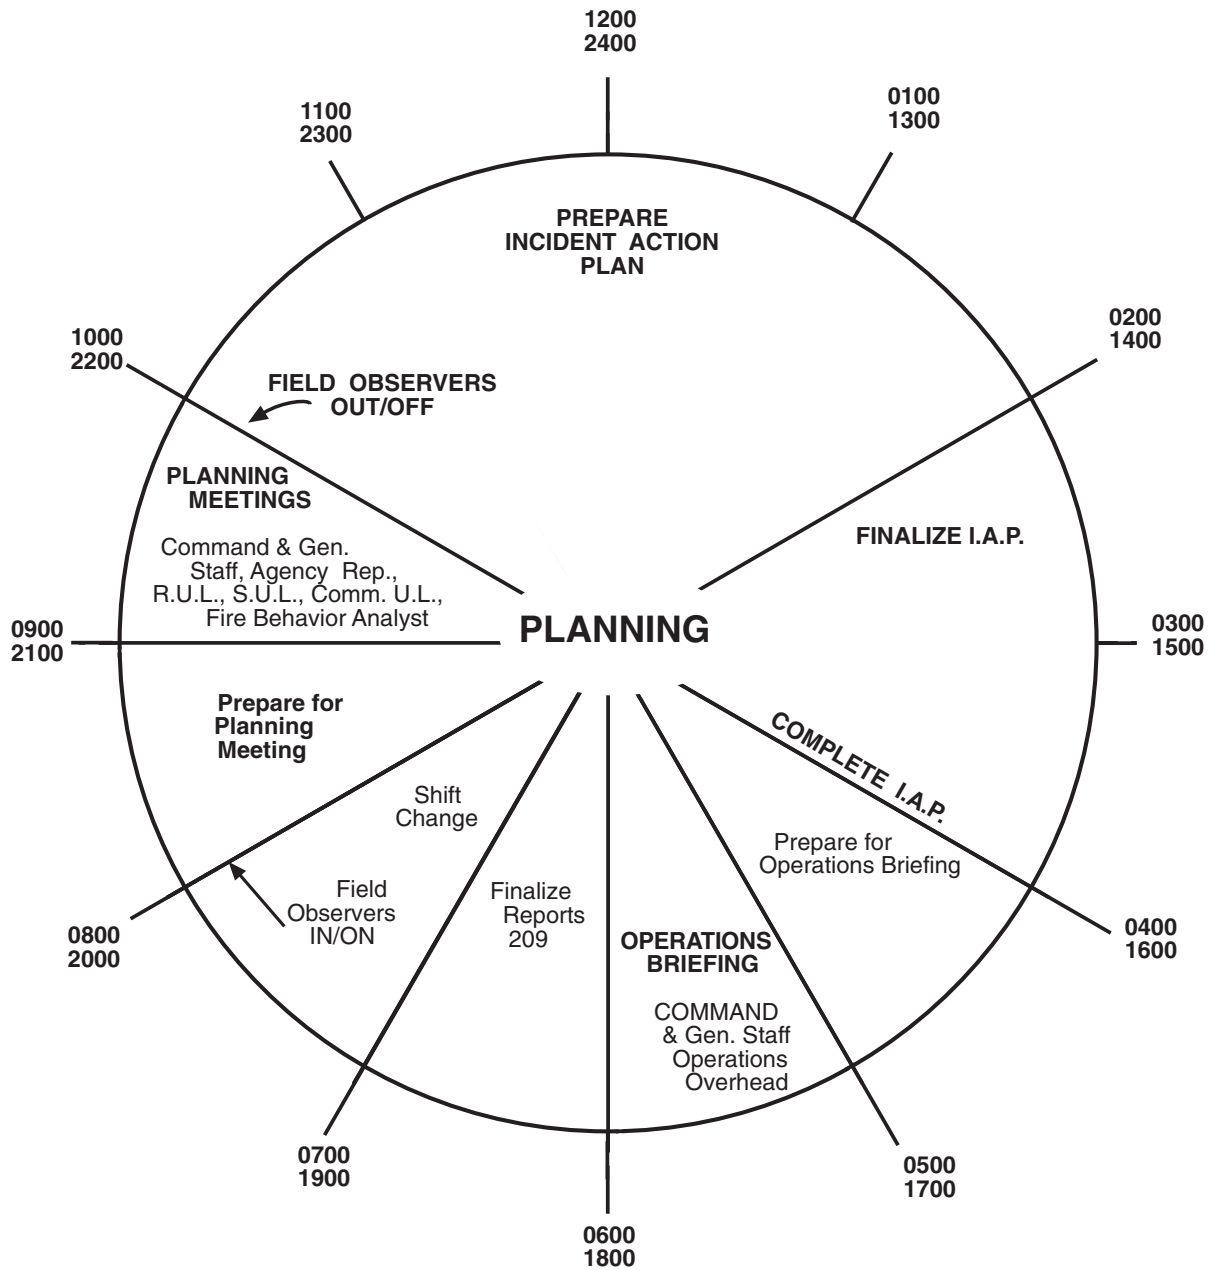 1200
2400
0100
1300
1100
2300
PREPARE
INCIDENT ACTION
PLAN
0200
1400
1000
2200
FIELD OBSERVERS
OUT/OFF
PLANNING
MEETINGS
Command & Gen.
Staff, Agency Rep.,
R.U.L., S.U.L., Comm. U.L.,
Fire Behavior Analyst
FINALIZE I.A.P.
0900
2100
PLANNING
0300
1500
Prepare for
Planning
Meeting
COMPLETE I.A.P.
Shift
Change
Prepare for
Operations Briefing
Field
Observers
IN/ON
Finalize
Reports
209
OPERATIONS
BRIEFING
COMMAND
& Gen. Staff
Operations
Overhead
0800
2000
0400
1600
0700
1900
0500
1700
0600
1800